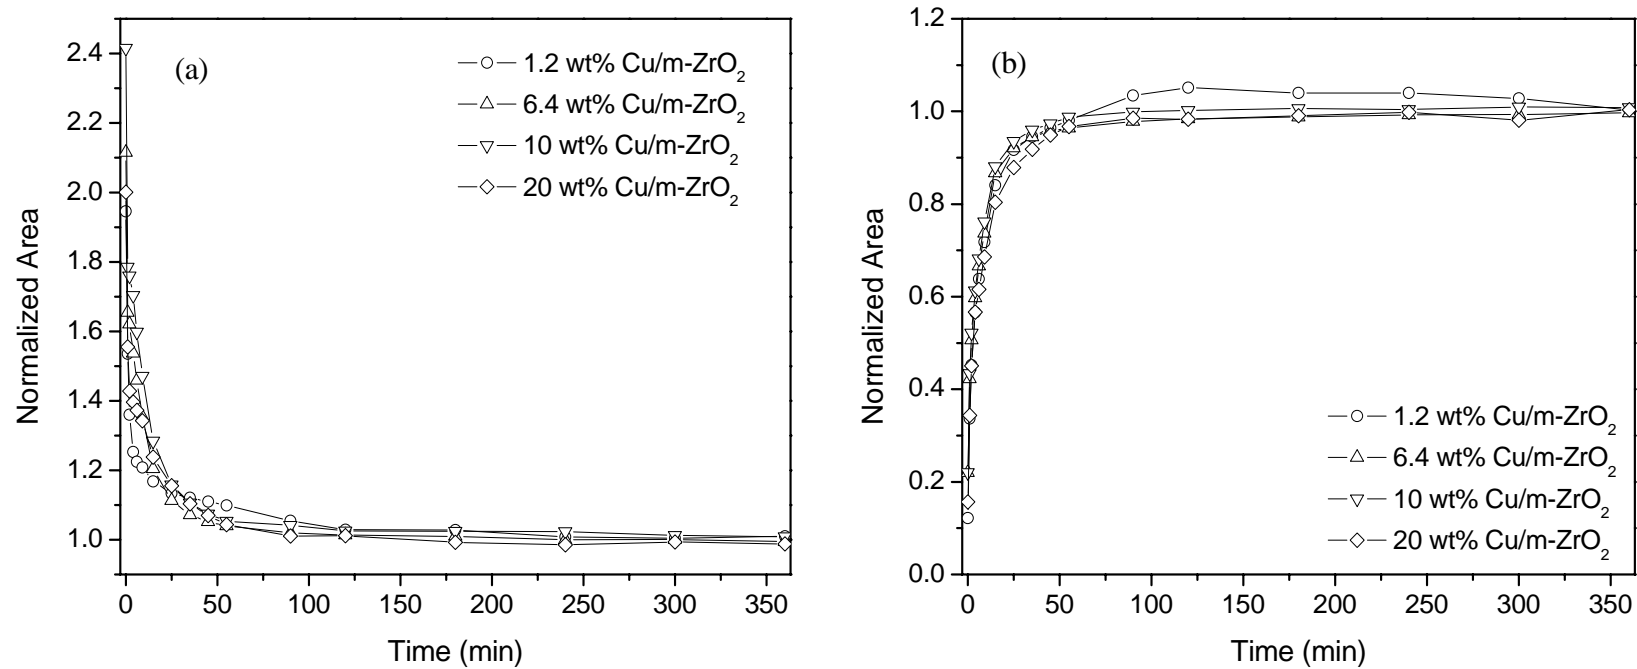 (a)
1.2 wt% Cu/m-ZrO₂
6.4 wt% Cu/m-ZrO₂
10 wt% Cu/m-ZrO₂
20 wt% Cu/m-ZrO₂
2.4
2.2
2.0
1.8
1.6
1.4
1.2
1.0
Normalized Area
0 50 100 150 200 250 300 350
Time (min)
(b)
1.2
1.0
0.8
0.6
0.4
0.2
0.0
Normalized Area
1.2 wt% Cu/m-ZrO₂
6.4 wt% Cu/m-ZrO₂
10 wt% Cu/m-ZrO₂
20 wt% Cu/m-ZrO₂
0 50 100 150 200 250 300 350
Time (min)